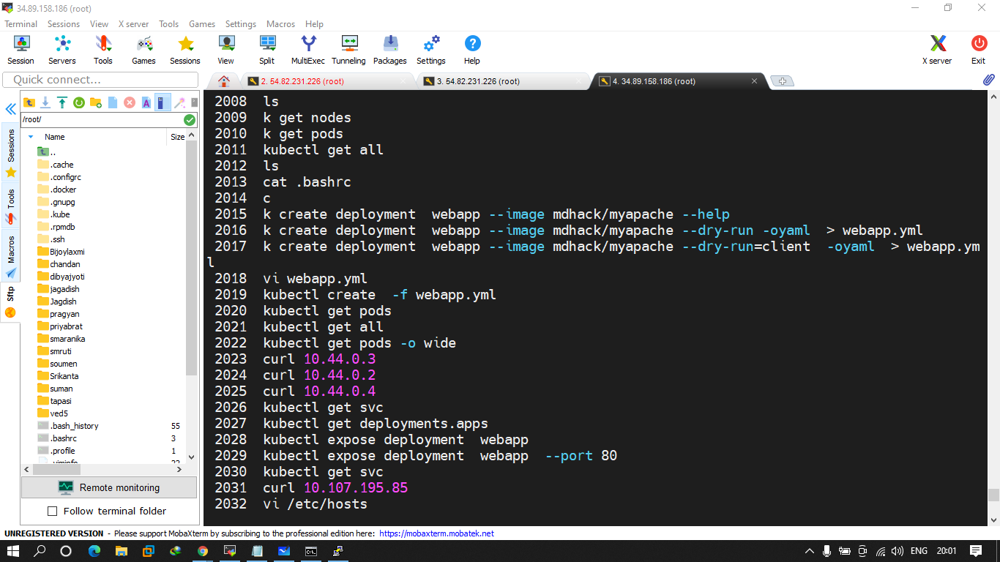 34.89.158.186 (root)
Terminal Sessions View X server Tools Games Settings Macros Help
Session Servers Tools Games Sessions View Split MultiExec Tunneling Packages Settings Help X server Exit
Quick connect...
2. 54.82.231.226 (root)
3. 54.82.231.226 (root)
4. 34.89.158.186 (root)
Sessions
Tools
Macros
Sftp
/root/
Name Size
..
.cache
.configrc
.docker
.gnupg
.kube
.rpmdb
.ssh
Bijoylaxmi
chandan
dibyajyoti
jagadish
Jagdish
pragyan
priyabrat
smaranika
smruti
soumen
Srikanta
suman
tapasi
ved5
.bash_history 55
.bashrc 3
.profile 1
.viminfo 22
Remote monitoring
Follow terminal folder
2008 ls
2009 k get nodes
2010 k get pods
2011 kubectl get all
2012 ls
2013 cat .bashrc
2014 c
2015 k create deployment  webapp --image mdhack/myapache --help
2016 k create deployment  webapp --image mdhack/myapache --dry-run -oyaml  > webapp.yml
2017 k create deployment  webapp --image mdhack/myapache --dry-run=client  -oyaml  > webapp.ym
l
2018 vi webapp.yml
2019 kubectl create  -f webapp.yml
2020 kubectl get pods
2021 kubectl get all
2022 kubectl get pods -o wide
2023 curl 10.44.0.3
2024 curl 10.44.0.2
2025 curl 10.44.0.4
2026 kubectl get svc
2027 kubectl get deployments.apps
2028 kubectl expose deployment  webapp
2029 kubectl expose deployment  webapp  --port 80
2030 kubectl get svc
2031 curl 10.107.195.85
2032 vi /etc/hosts
UNREGISTERED VERSION - Please support MobaXterm by subscribing to the professional edition here: https://mobaxterm.mobatek.net
ENG 20:01